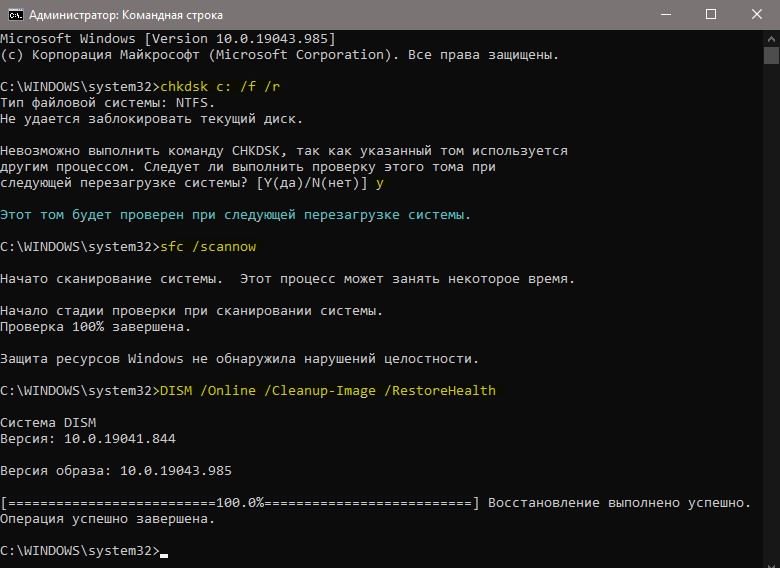 Администратор: Командная строка
Microsoft Windows [Version 10.0.19043.985]
(c) Корпорация Майкрософт (Microsoft Corporation). Все права защищены.
C:\WINDOWS\system32>chkdsk c: /f /r
Тип файловой системы: NTFS.
Не удается заблокировать текущий диск.
Невозможно выполнить команду CHKDSK, так как указанный том используется
другим процессом. Следует ли выполнить проверку этого тома при
следующей перезагрузке системы? [Y(да)/N(нет)] y
Этот том будет проверен при следующей перезагрузке системы.
C:\WINDOWS\system32>sfc /scannow
Начато сканирование системы.  Этот процесс может занять некоторое время.
Начало стадии проверки при сканировании системы.
Проверка 100% завершена.
Защита ресурсов Windows не обнаружила нарушений целостности.
C:\WINDOWS\system32>DISM /Online /Cleanup-Image /RestoreHealth
Cистема DISM
Версия: 10.0.19041.844
Версия образа: 10.0.19043.985
[==========================100.0%==========================] Восстановление выполнено успешно.
Операция успешно завершена.
C:\WINDOWS\system32>